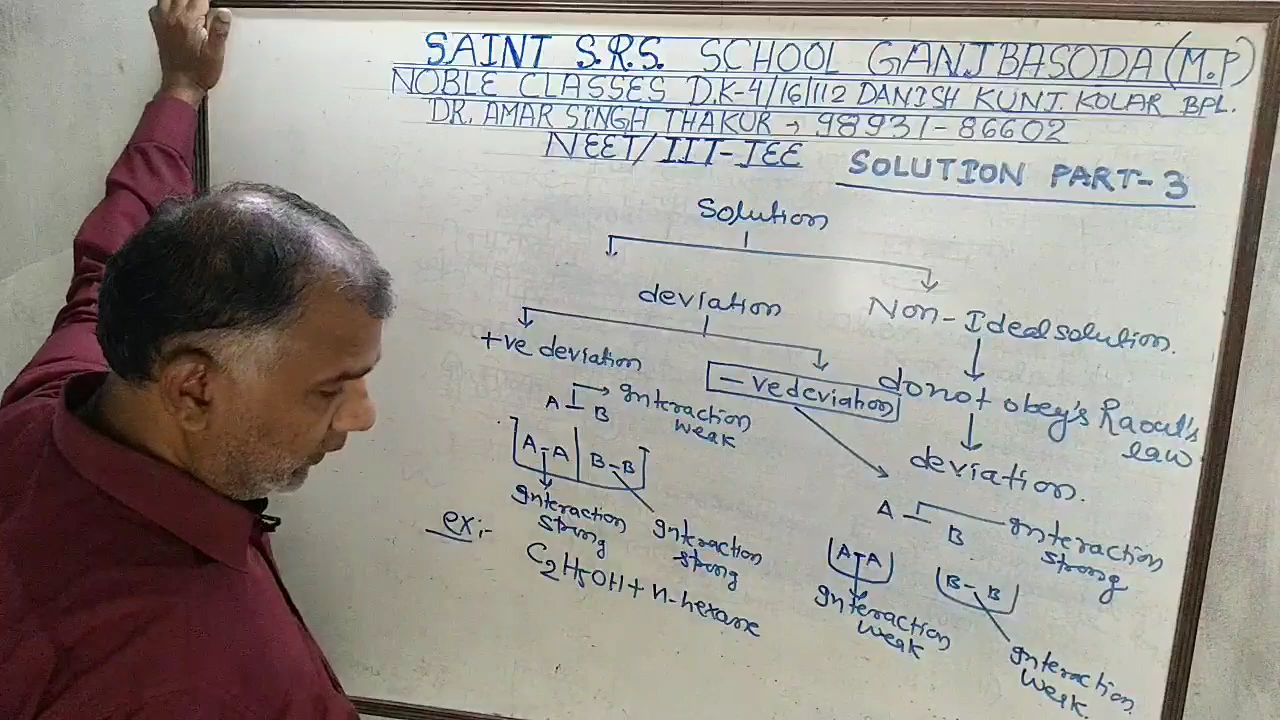 SAINT S.R.S. SCHOOL GANJBASODA (M.P)
NOBLE CLASSES D.K-4/16/112 DANISH KUNJ KOLAR BPL.
DR. AMAR SINGH THAKUR → 98931-86602
NEET/IIT-JEE SOLUTION PART-3
Solution
deviation
Non-Ideal solution.
+ve deviation
-ve deviation
do not obey's Raoult's
law
deviation.
A - B Interaction
weak
A-A B-B
Interaction
strong
Interaction
strong
ex:-
C2H5OH + n-hexane
A - B Interaction
strong
A-A B-B
Interaction
weak
Interaction
weak.